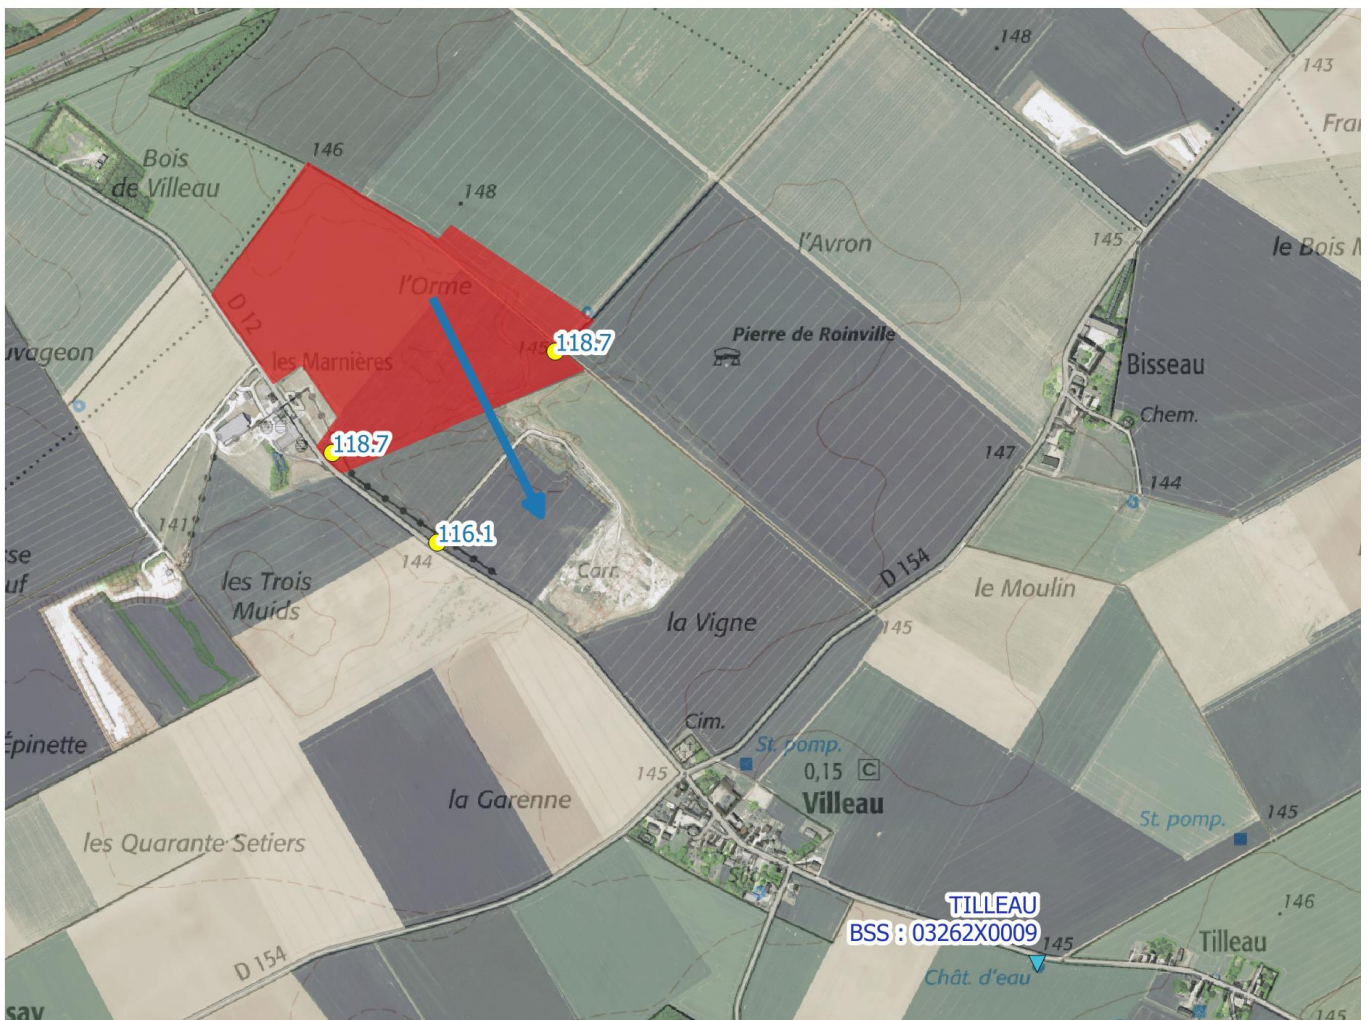 148
143
Fra
146
Bois
de Villeau
148
l'Avron
145
le Bois M
l'Orme
D 12
Pierre de Roinville
118.7
145
uvageon
les Marnières
Bisseau
Chem.
118.7
147
144
116.1
141
144
sse
uf
les Trois
Muids
Carr.
D 154
le Moulin
la Vigne
145
Épinette
Cim.
St. pomp.
145
0,15 C
Villeau
la Garenne
145
St. pomp.
les Quarante Setiers
TILLEAU
BSS : 03262X0009
146
145
Tilleau
D 154
Chât. d'eau
say
145